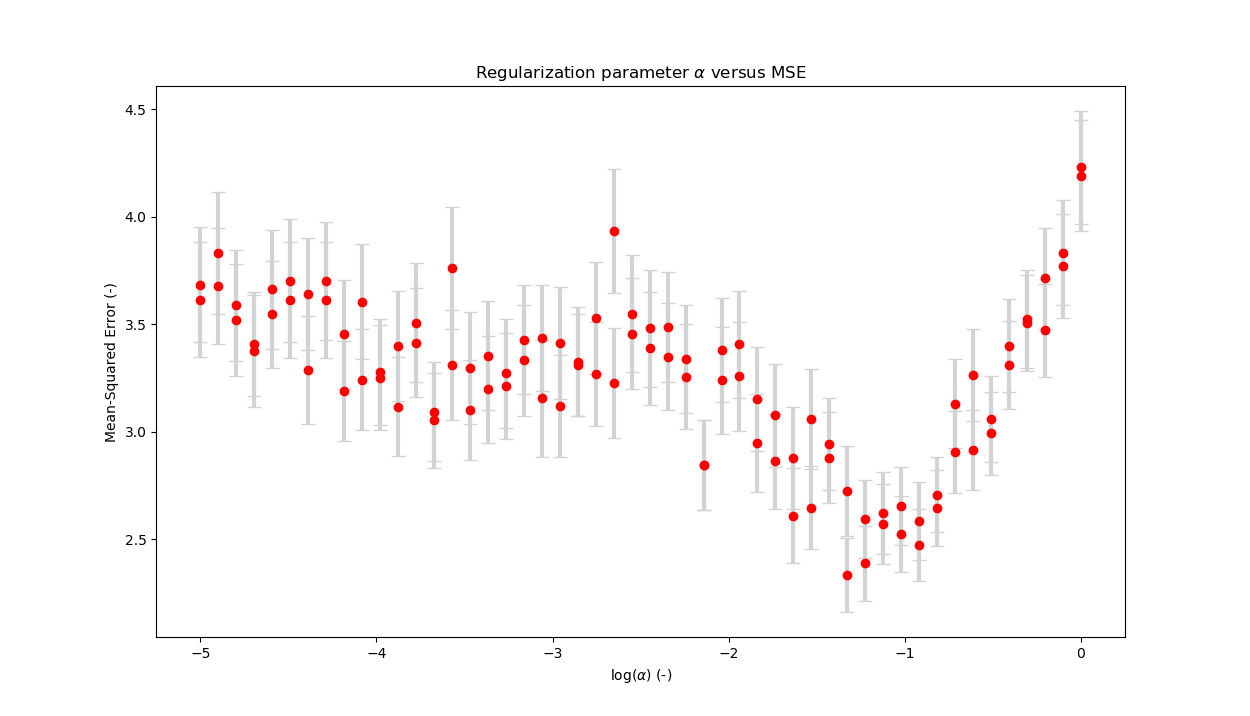 Regularization parameter α versus MSE
4.5
4.0
3.5
3.0
2.5
Mean-Squared Error (-)
−5 −4 −3 −2 −1 0
log(α) (-)